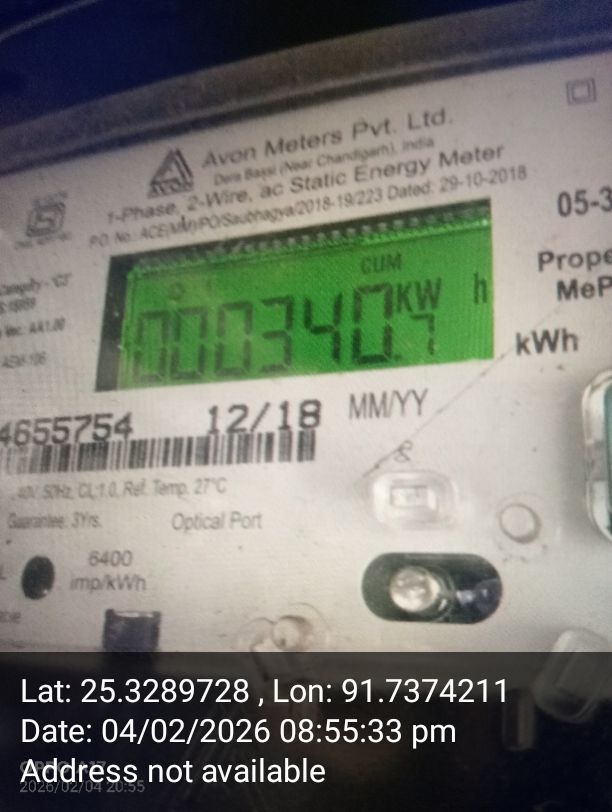 Avon Meters Pvt. Ltd.
Dera Bassi (Near Chandigarh), India
AVON
1-Phase, 2-Wire, ac Static Energy Meter
P.O. No.: ACE(MM)/PO/Saubhagya/2018-19/223 Dated: 29-10-2018
05-3
Prope
MeP
CUM
000340.7 KW h
kWh
4655754 12/18 MM/YY
50Hz, CL:1.0, Ref. Temp. 27°C
Guarantee: 3Yrs. Optical Port
6400
imp/kWh
Lat: 25.3289728 , Lon: 91.7374211
Date: 04/02/2026 08:55:33 pm
Address not available
2026/02/04 20:55